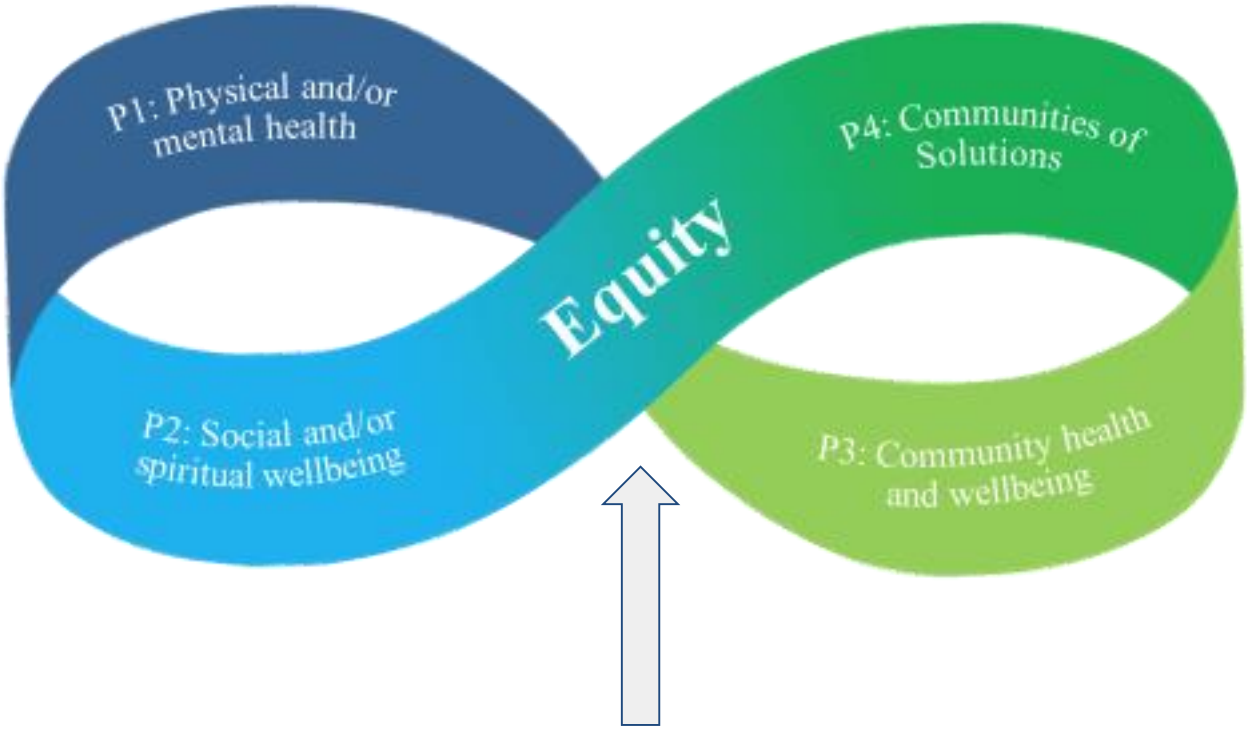 P1: Physical and/or
mental health
P4: Communities of
Solutions
Equity
P2: Social and/or
spiritual wellbeing
P3: Community health
and wellbeing